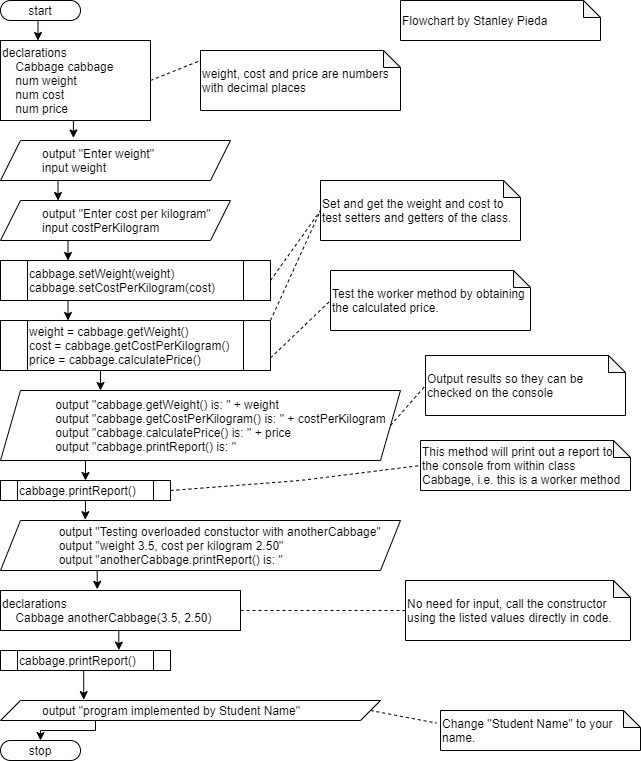 start
Flowchart by Stanley Pieda
declarations
Cabbage cabbage
num weight
num cost
num price
weight, cost and price are numbers
with decimal places
output "Enter weight"
input weight
output "Enter cost per kilogram"
input costPerKilogram
Set and get the weight and cost to
test setters and getters of the class.
cabbage.setWeight(weight)
cabbage.setCostPerKilogram(cost)
Test the worker method by obtaining
the calculated price.
weight = cabbage.getWeight()
cost = cabbage.getCostPerKilogram()
price = cabbage.calculatePrice()
Output results so they can be
checked on the console
output "cabbage.getWeight() is: " + weight
output "cabbage.getCostPerKilogram() is: " + costPerKilogram
output "cabbage.calculatePrice() is: " + price
output "cabbage.printReport() is: "
This method will print out a report to
the console from within class
Cabbage, i.e. this is a worker method
cabbage.printReport()
output "Testing overloaded constuctor with anotherCabbage"
output "weight 3.5, cost per kilogram 2.50"
output "anotherCabbage.printReport() is: "
declarations
Cabbage anotherCabbage(3.5, 2.50)
No need for input, call the constructor
using the listed values directly in code.
cabbage.printReport()
output "program implemented by Student Name"
Change "Student Name" to your
name.
stop